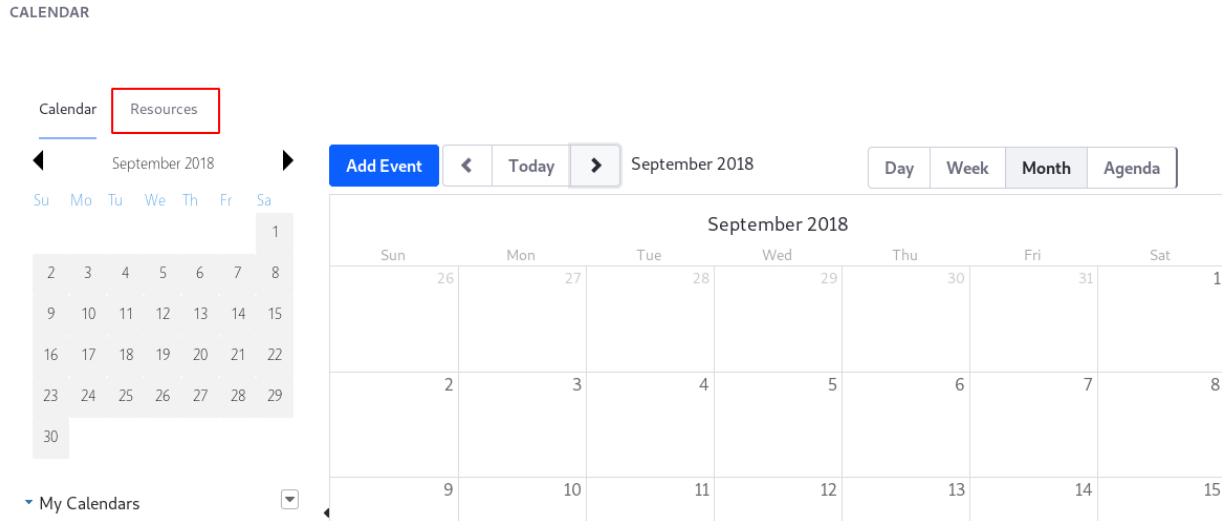 CALENDAR
Calendar Resources
September 2018
Su Mo Tu We Th Fr Sa
1
2 3 4 5 6 7 8
9 10 11 12 13 14 15
16 17 18 19 20 21 22
23 24 25 26 27 28 29
30
My Calendars
Add Event Today September 2018 Day Week Month Agenda
September 2018
Sun Mon Tue Wed Thu Fri Sat
26 27 28 29 30 31 1
2 3 4 5 6 7 8
9 10 11 12 13 14 15